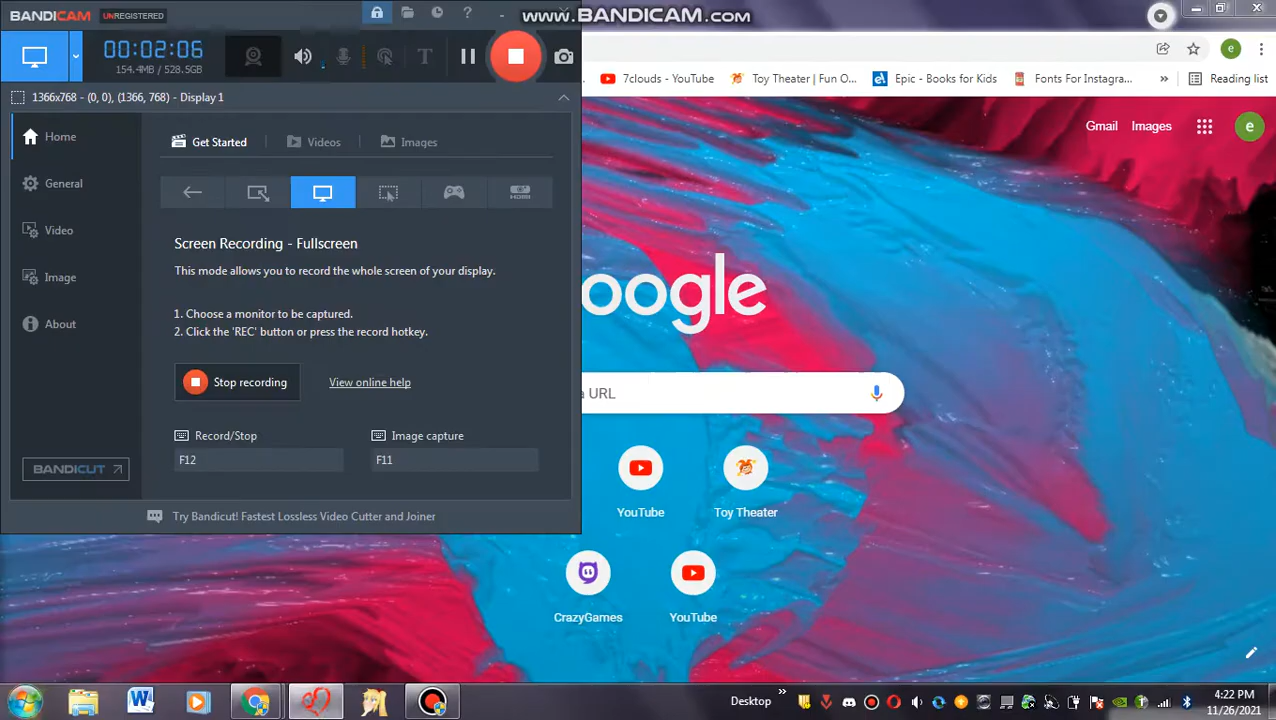 BANDICAM UNREGISTERED
www.BANDICAM.com
00:02:06
154.4MB / 528.5GB
1366x768 - (0, 0), (1366, 768) - Display 1
Home
General
Video
Image
About
BANDICUT
Get Started
Videos
Images
HDMI
Screen Recording - Fullscreen
This mode allows you to record the whole screen of your display.
1. Choose a monitor to be captured.
2. Click the 'REC' button or press the record hotkey.
Stop recording
View online help
Record/Stop
Image capture
F12
F11
Try Bandicut! Fastest Lossless Video Cutter and Joiner
7clouds - YouTube
Toy Theater | Fun O...
Epic - Books for Kids
Fonts For Instagra...
»
Reading list
e
Gmail
Images
e
oogle
URL
YouTube
Toy Theater
CrazyGames
YouTube
Desktop
»
4:22 PM
11/26/2021